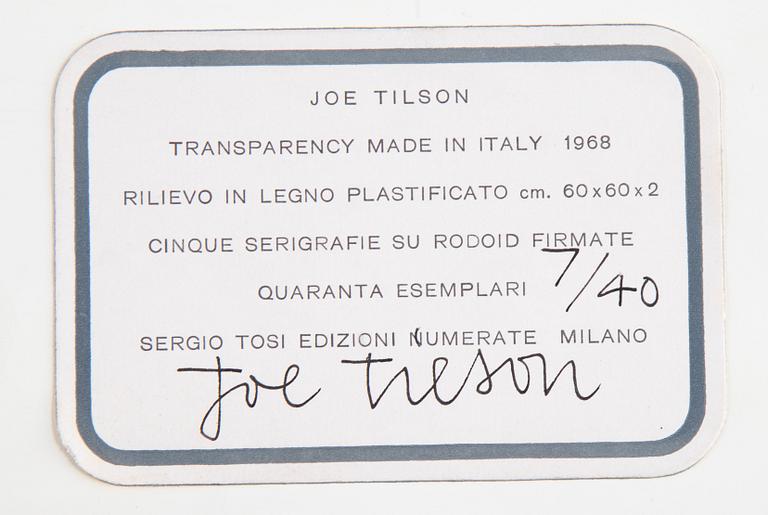 JOE TILSON
TRANSPARENCY MADE IN ITALY 1968
RILIEVO IN LEGNO PLASTIFICATO cm. 60x60x2
CINQUE SERIGRAFIE SU RODOID FIRMATE
QUARANTA ESEMPLARI 7/40
SERGIO TOSI EDIZIONI NUMERATE MILANO
Joe Tilson